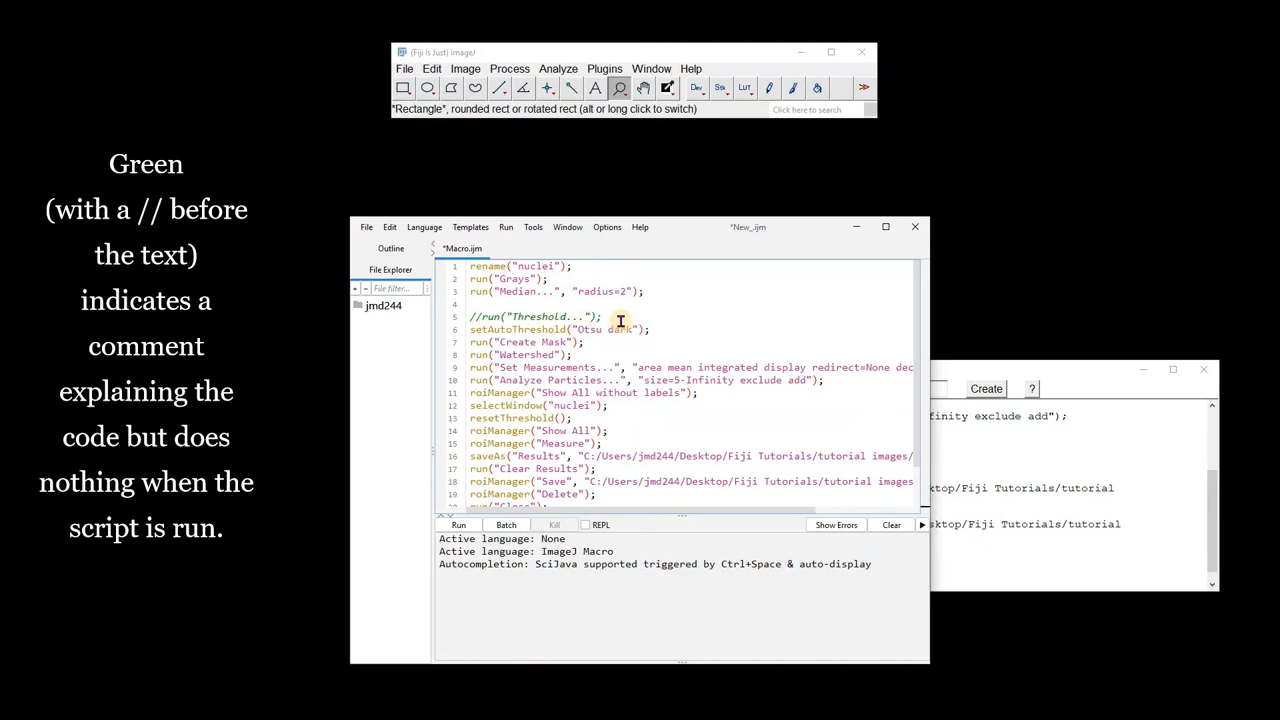 (Fiji Is Just) ImageJ
File Edit Image Process Analyze Plugins Window Help
Dev Stk LUT
*Rectangle*, rounded rect or rotated rect (alt or long click to switch)
Click here to search
Green
(with a // before
the text)
indicates a
comment
explaining the
code but does
nothing when the
script is run.
File Edit Language Templates Run Tools Window Options Help
*New_.ijm
Outline
File Explorer
File filter...
jmd244
*Macro.ijm
1 rename("nuclei");
2 run("Grays");
3 run("Median...", "radius=2");
4
5 //run("Threshold...");
6 setAutoThreshold("Otsu dark");
7 run("Create Mask");
8 run("Watershed");
9 run("Set Measurements...", "area mean integrated display redirect=None dec
10 run("Analyze Particles...", "size=5-Infinity exclude add");
11 roiManager("Show All without labels");
12 selectWindow("nuclei");
13 resetThreshold();
14 roiManager("Show All");
15 roiManager("Measure");
16 saveAs("Results", "C:/Users/jmd244/Desktop/Fiji Tutorials/tutorial images/
17 run("Clear Results");
18 roiManager("Save", "C:/Users/jmd244/Desktop/Fiji Tutorials/tutorial images
19 roiManager("Delete");
20 run("Close");
Run Batch Kill REPL Show Errors Clear
Active language: None
Active language: ImageJ Macro
Autocompletion: SciJava supported triggered by Ctrl+Space & auto-display
Create ?
finity exclude add");
ktop/Fiji Tutorials/tutorial
sktop/Fiji Tutorials/tutorial